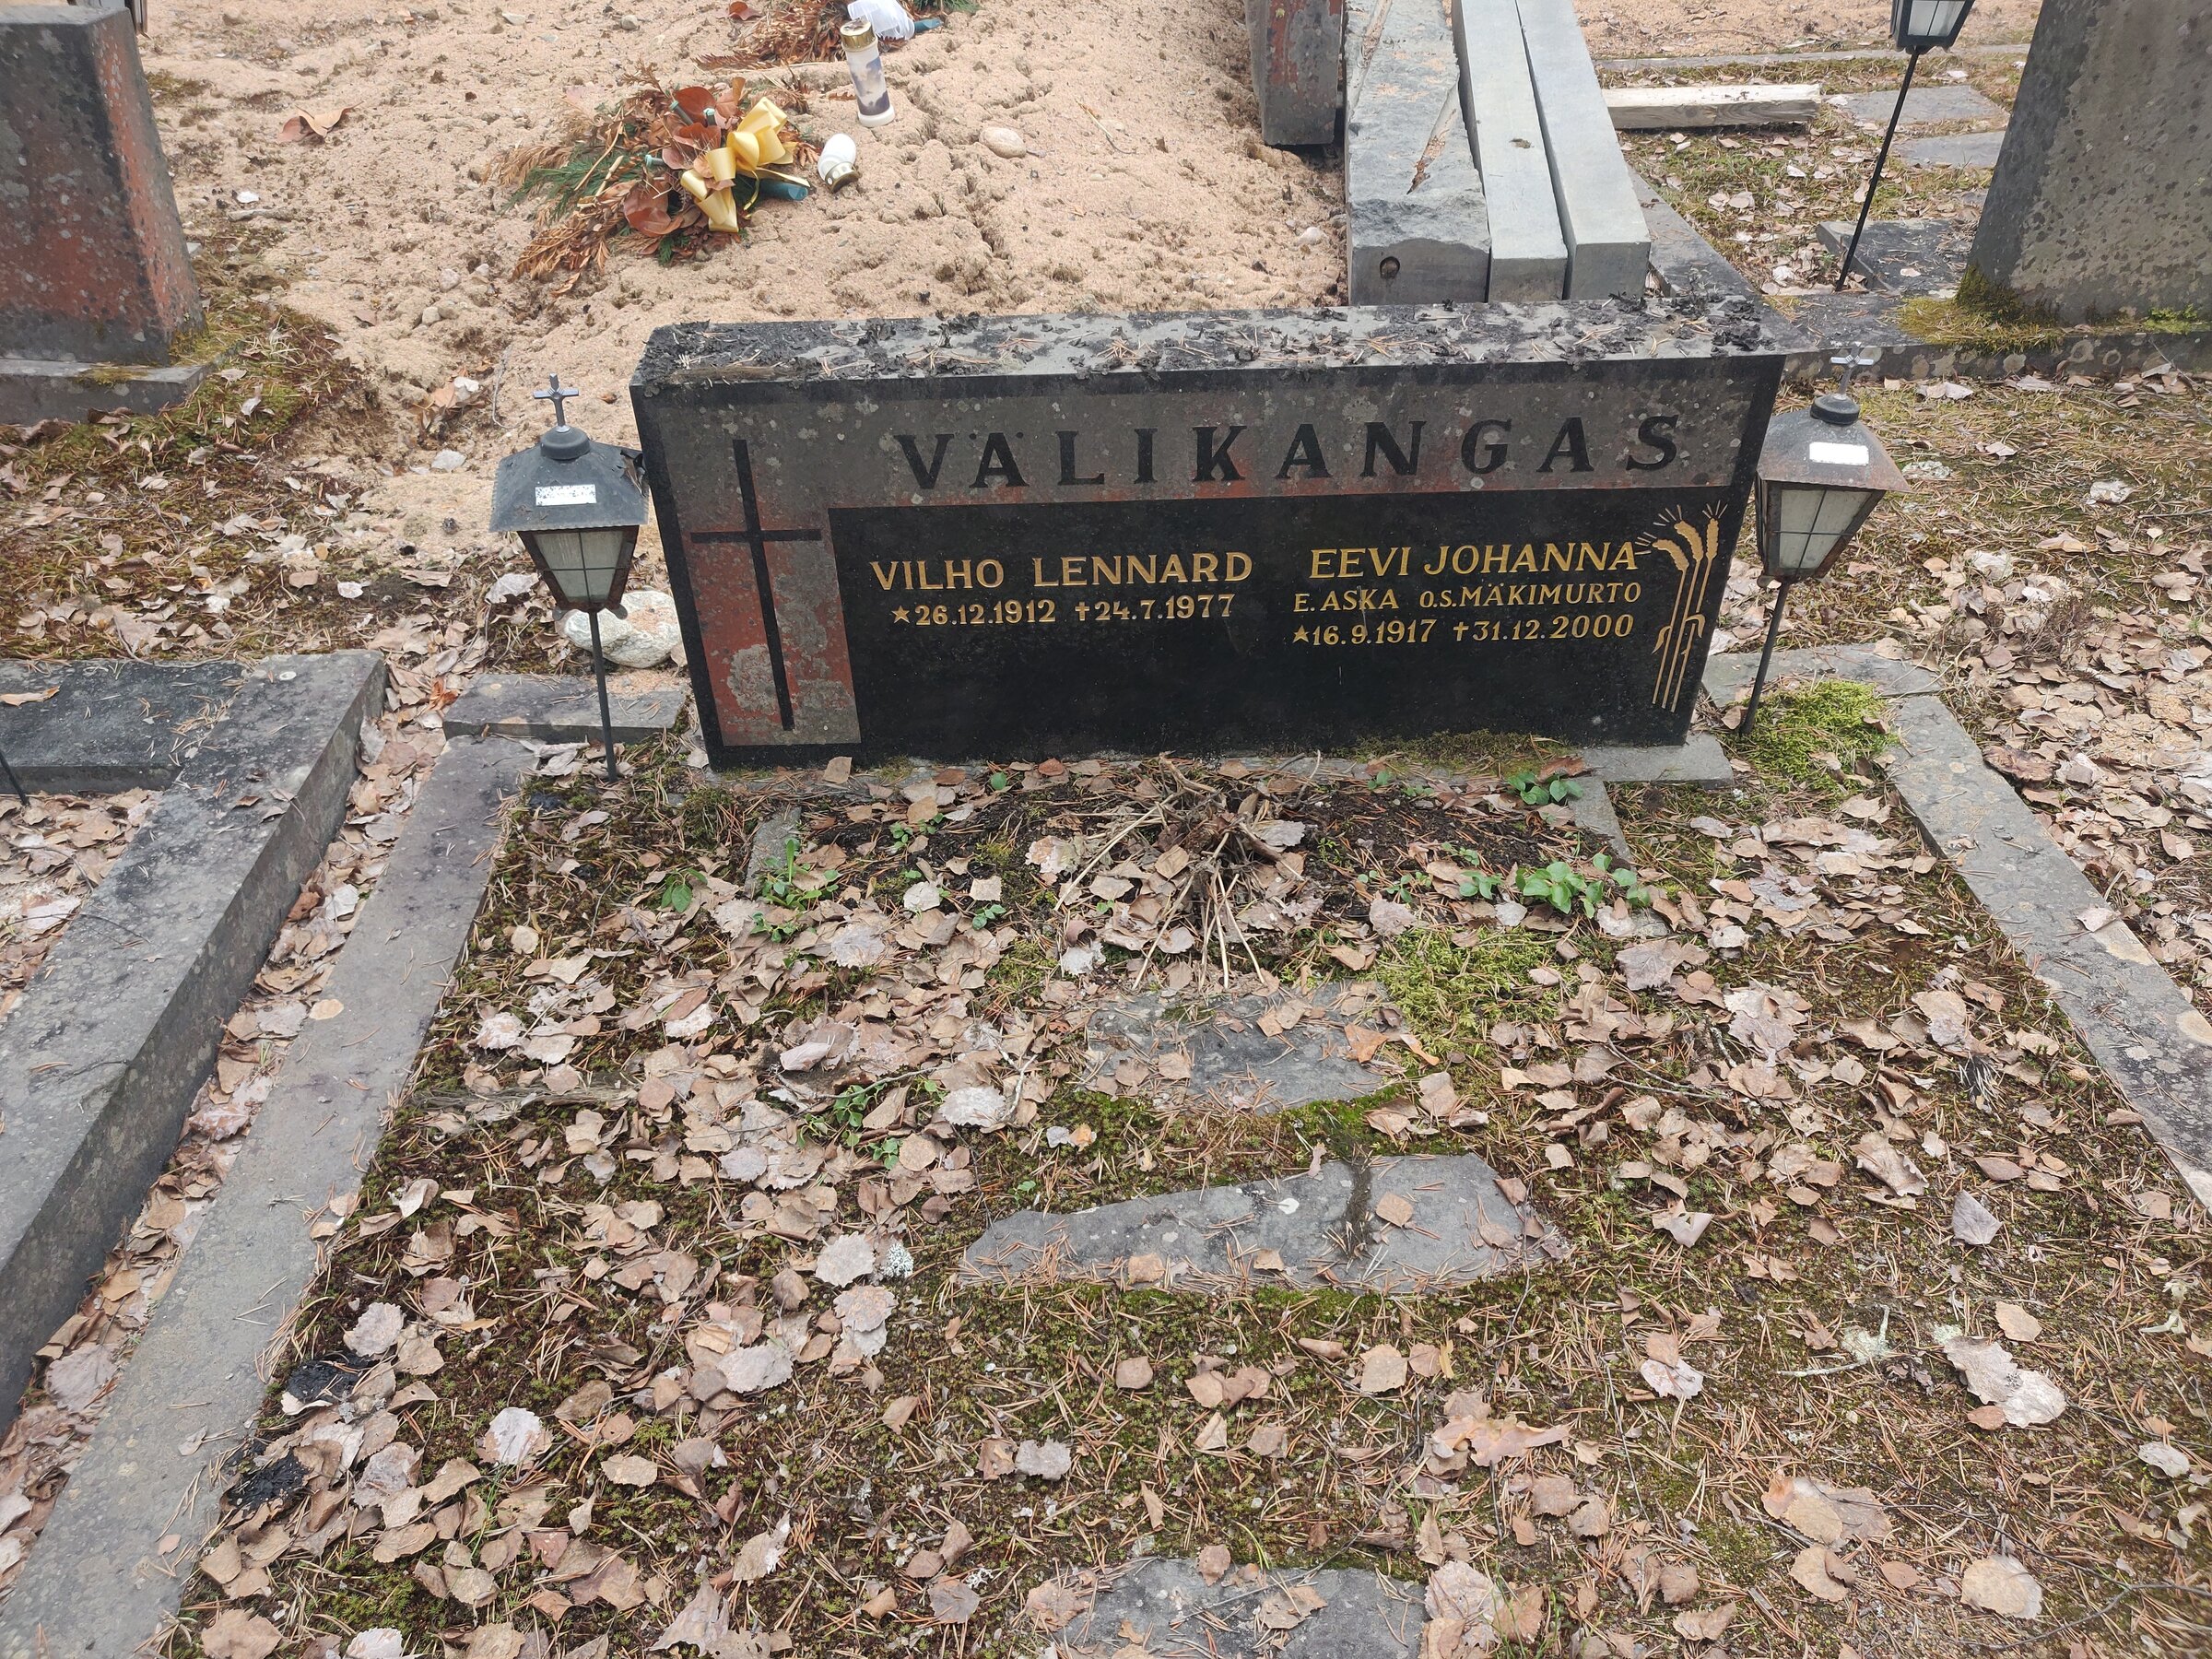 VÄLIKANGAS
VILHO LENNARD
★26.12.1912 ✝24.7.1977
EEVI JOHANNA
E. ASKA O.S. MÄKIMURTO
★16.9.1917 ✝31.12.2000